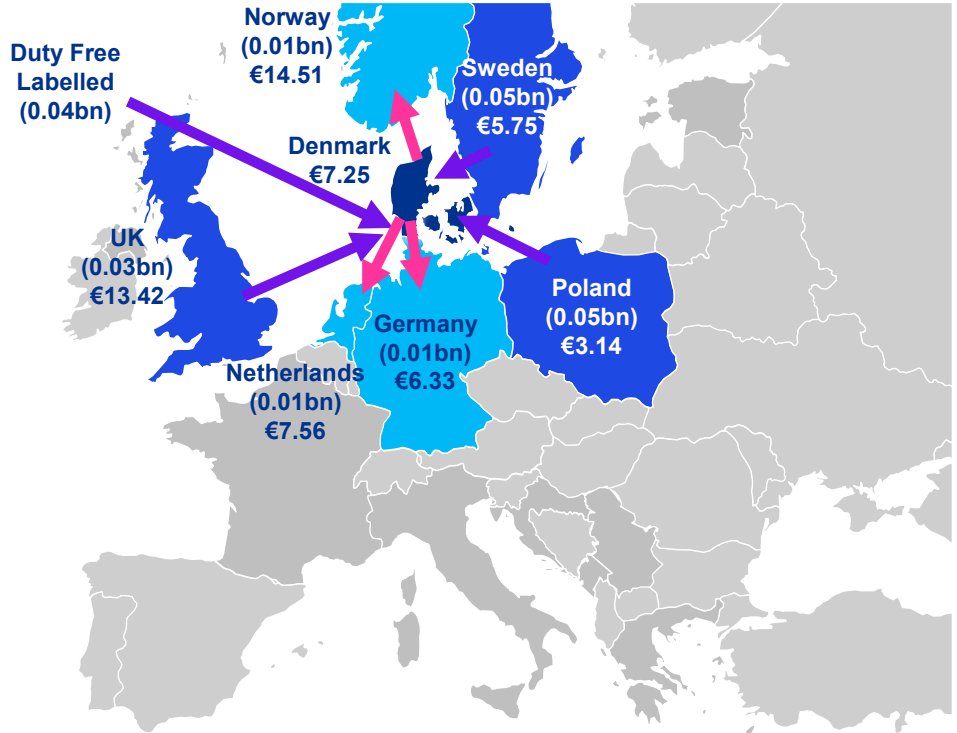 Norway
(0.01bn)
€14.51
Duty Free
Labelled
(0.04bn)
Sweden
(0.05bn)
€5.75
Denmark
€7.25
UK
(0.03bn)
€13.42
Poland
(0.05bn)
€3.14
Germany
(0.01bn)
€6.33
Netherlands
(0.01bn)
€7.56